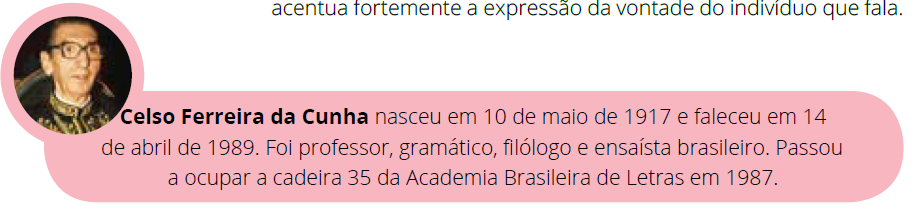 acentua fortemente a expressão da vontade do indivíduo que fala.
Celso Ferreira da Cunha nasceu em 10 de maio de 1917 e faleceu em 14
de abril de 1989. Foi professor, gramático, filólogo e ensaísta brasileiro. Passou
a ocupar a cadeira 35 da Academia Brasileira de Letras em 1987.